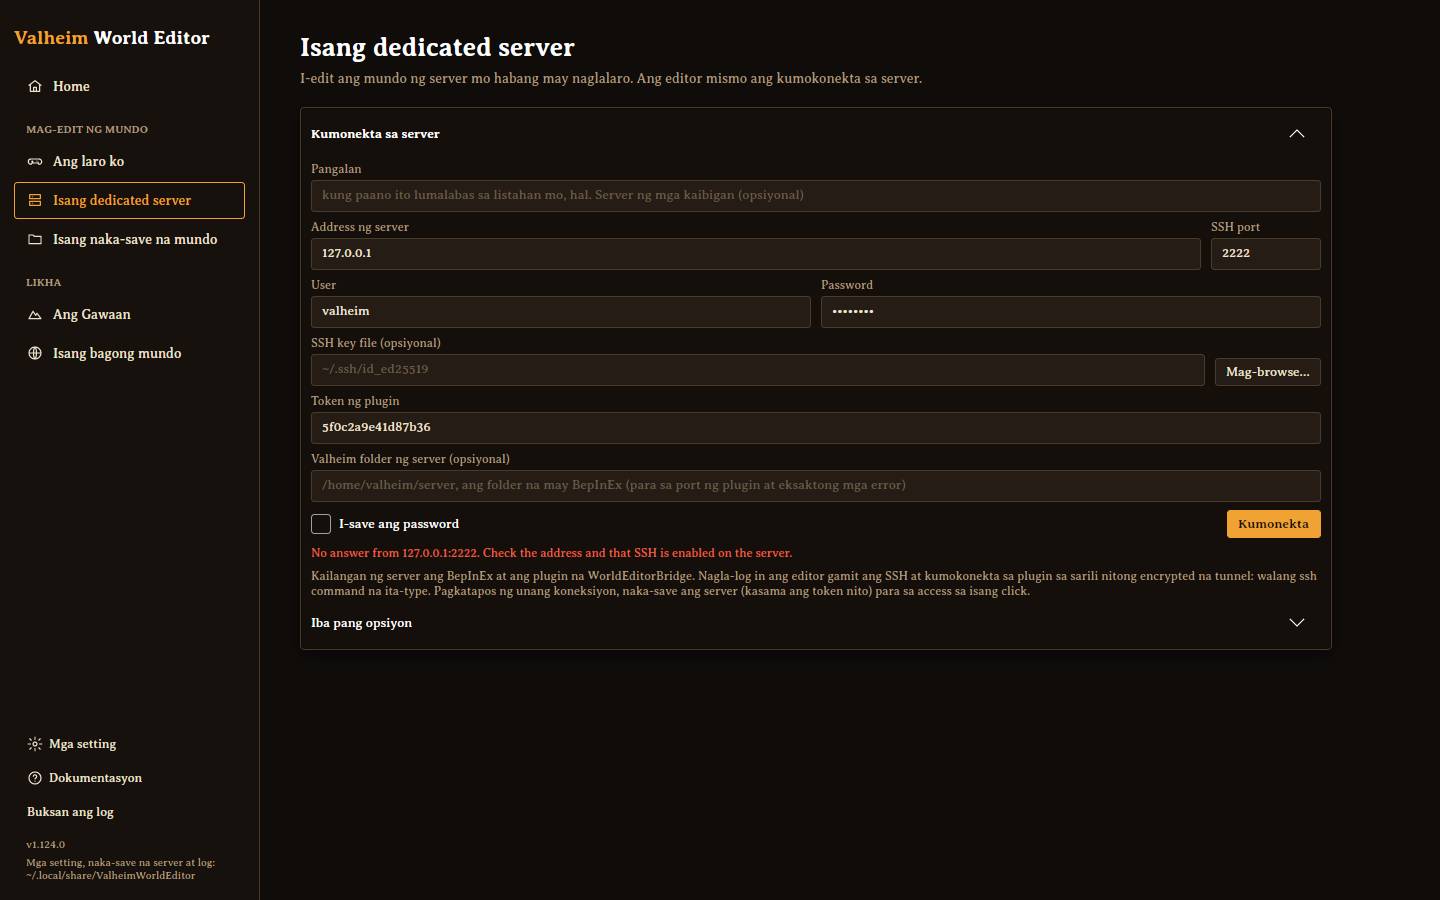 Valheim World Editor
Home
MAG-EDIT NG MUNDO
Ang laro ko
Isang dedicated server
Isang naka-save na mundo
LIKHA
Ang Gawaan
Isang bagong mundo
Mga setting
Dokumentasyon
Buksan ang log
v1.124.0
Mga setting, naka-save na server at log:
~/.local/share/ValheimWorldEditor
Isang dedicated server
I-edit ang mundo ng server mo habang may naglalaro. Ang editor mismo ang kumokonekta sa server.
Kumonekta sa server
Pangalan
kung paano ito lumalabas sa listahan mo, hal. Server ng mga kaibigan (opsiyonal)
Address ng server
SSH port
127.0.0.1
2222
User
Password
valheim
••••••••
SSH key file (opsiyonal)
~/.ssh/id_ed25519
Mag-browse...
Token ng plugin
5f0c2a9e41d87b36
Valheim folder ng server (opsiyonal)
/home/valheim/server, ang folder na may BepInEx (para sa port ng plugin at eksaktong mga error)
I-save ang password
Kumonekta
No answer from 127.0.0.1:2222. Check the address and that SSH is enabled on the server.
Kailangan ng server ang BepInEx at ang plugin na WorldEditorBridge. Nagla-log in ang editor gamit ang SSH at kumokonekta sa plugin sa sarili nitong encrypted na tunnel: walang ssh
command na ita-type. Pagkatapos ng unang koneksiyon, naka-save ang server (kasama ang token nito) para sa access sa isang click.
Iba pang opsiyon